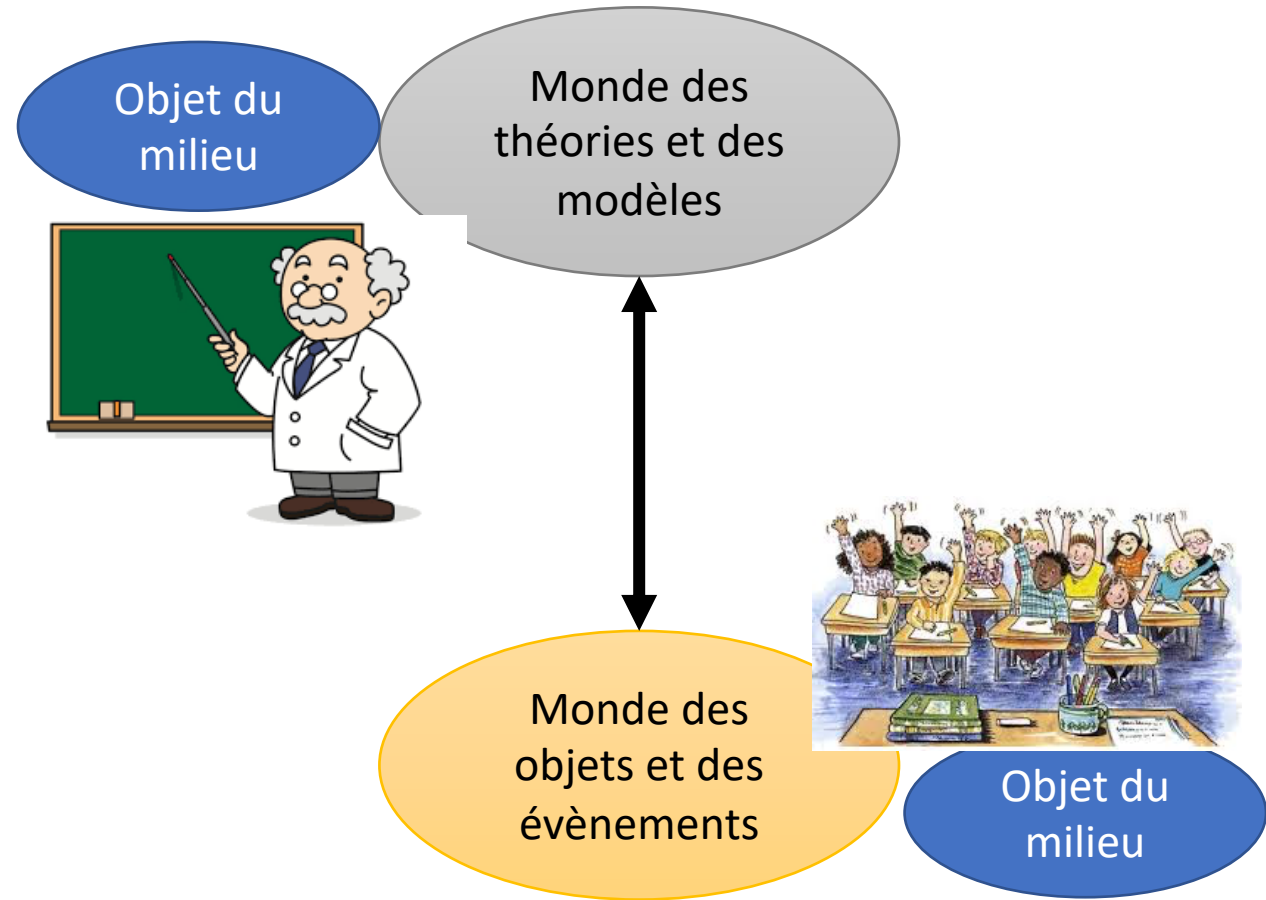 Objet du
milieu
Monde des
théories et des
modèles
Monde des
objets et des
évènements
Objet du
milieu